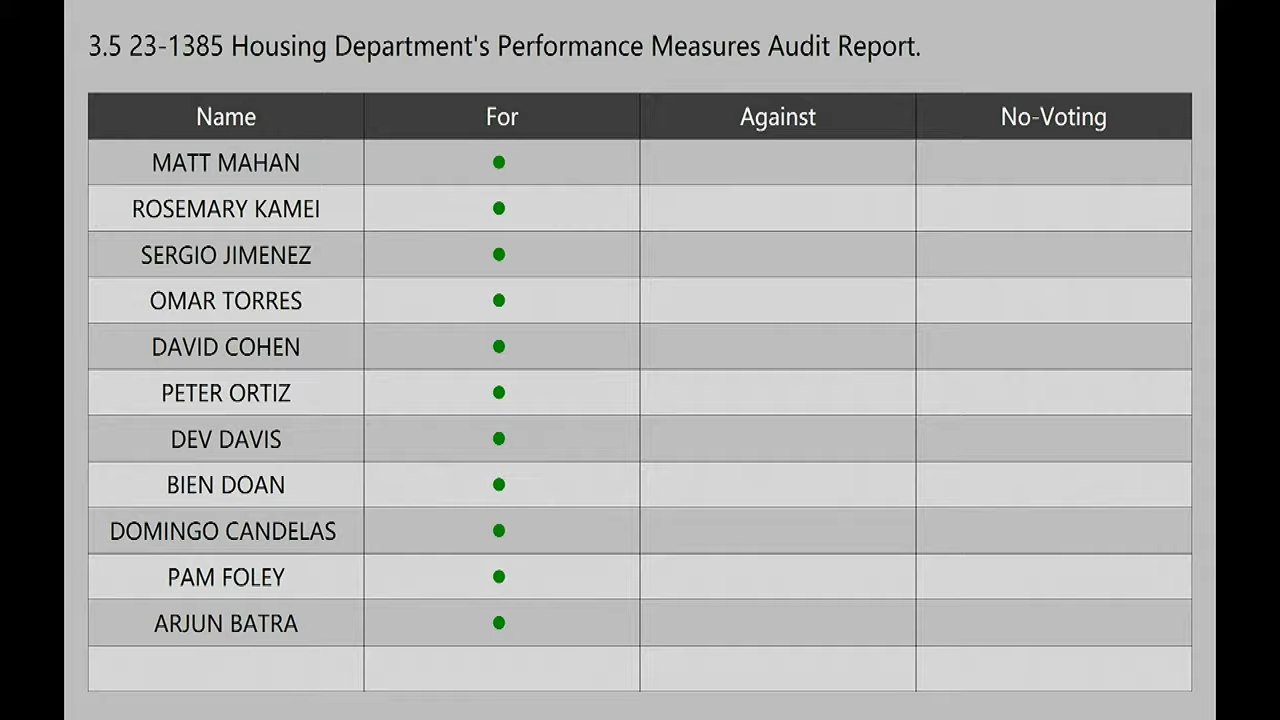 3.5 23-1385 Housing Department's Performance Measures Audit Report.
Name For Against No-Voting
MATT MAHAN
ROSEMARY KAMEI
SERGIO JIMENEZ
OMAR TORRES
DAVID COHEN
PETER ORTIZ
DEV DAVIS
BIEN DOAN
DOMINGO CANDELAS
PAM FOLEY
ARJUN BATRA